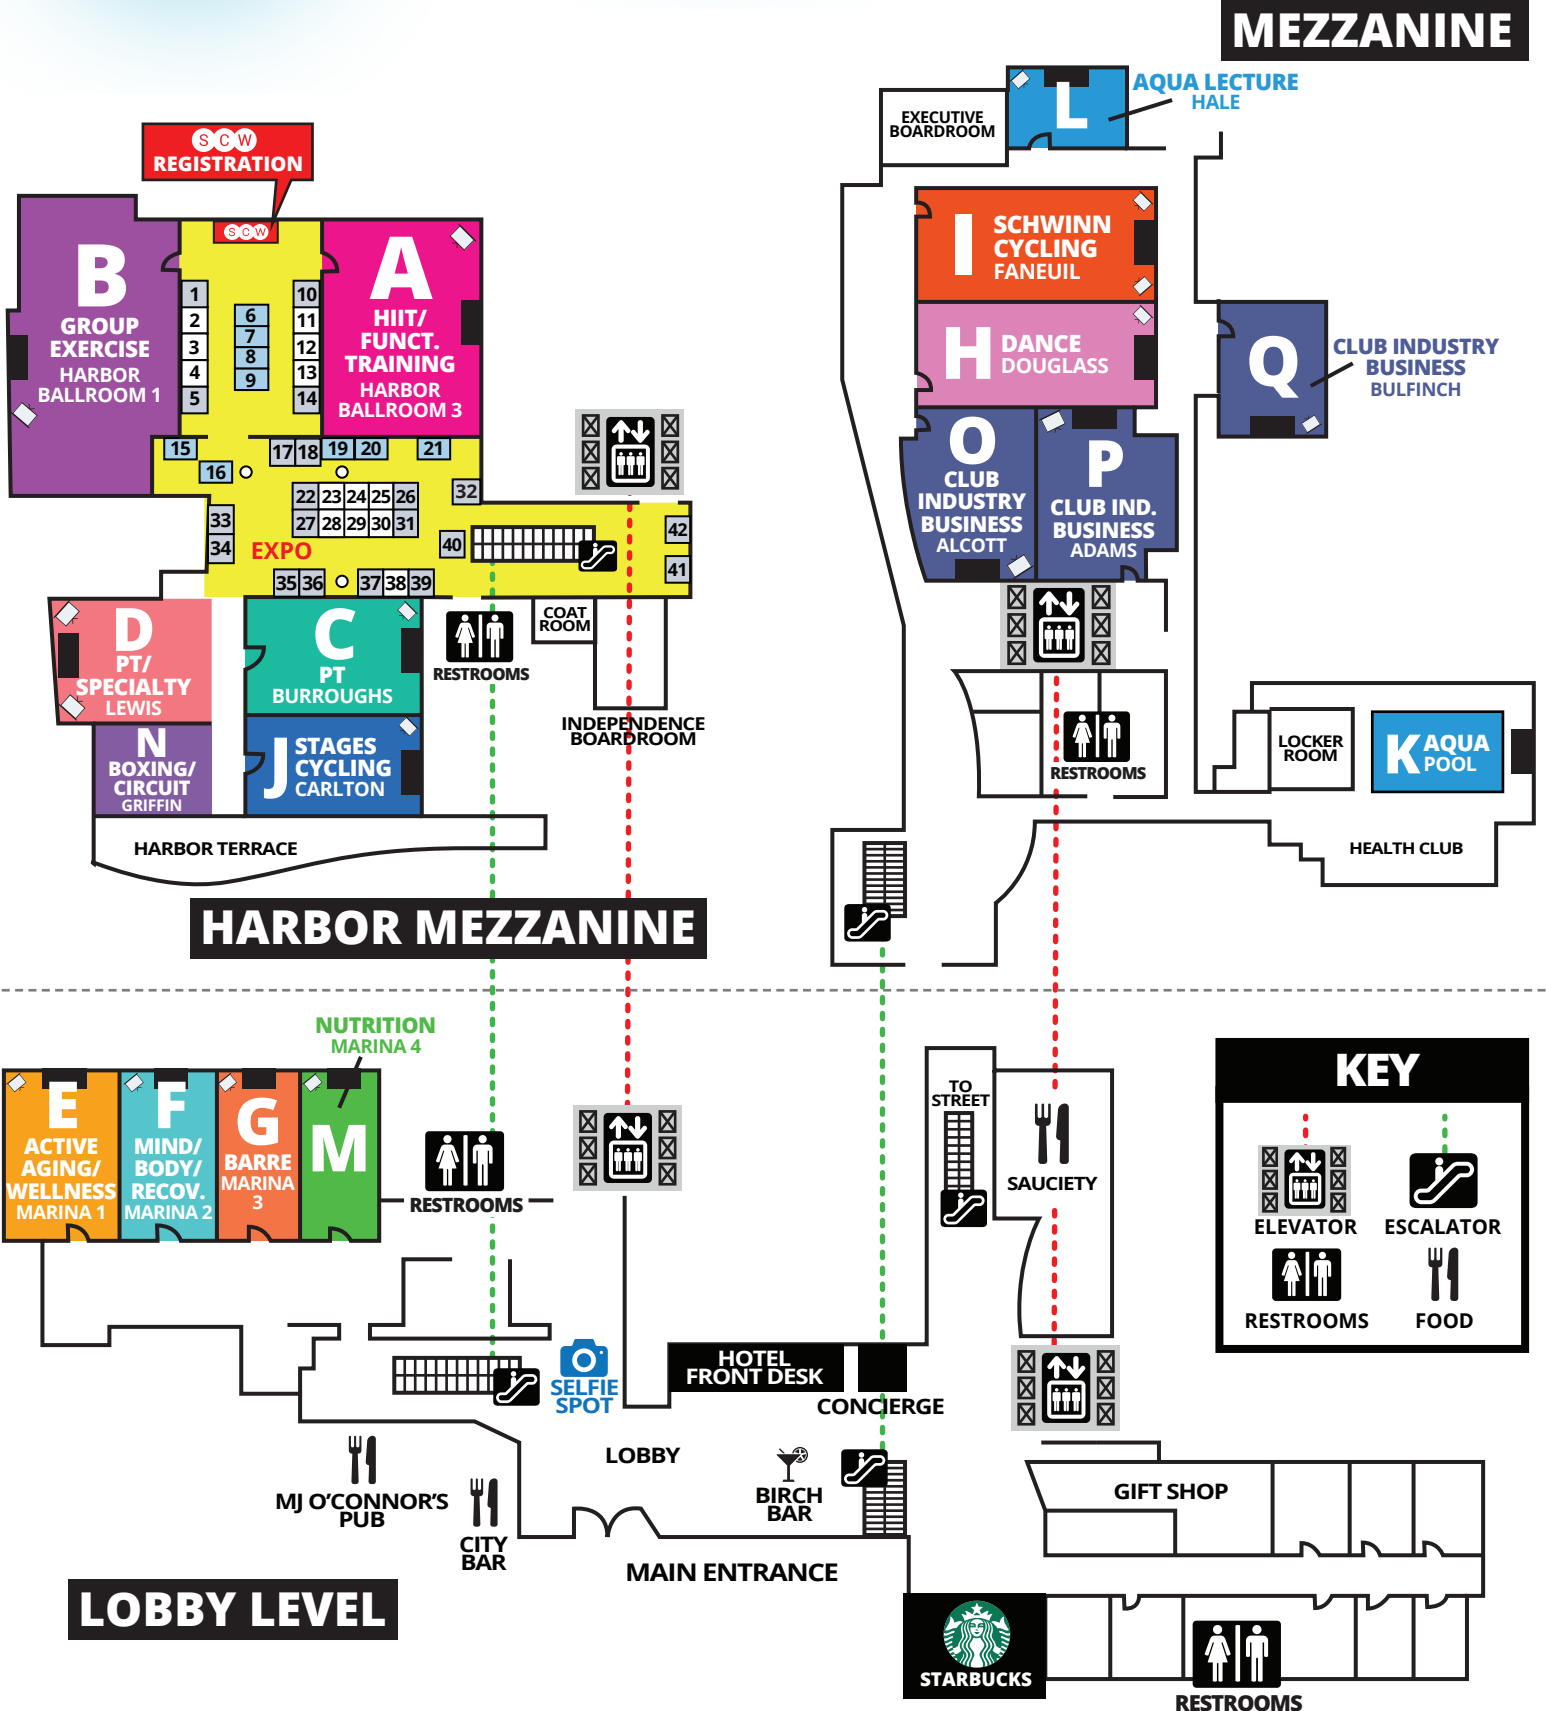 MEZZANINE
L
AQUA LECTURE
HALE
EXECUTIVE
BOARDROOM
I
SCHWINN
CYCLING
FANEUIL
H
DANCE
DOUGLASS
Q
CLUB INDUSTRY
BUSINESS
BULFINCH
O
CLUB
INDUSTRY
BUSINESS
ALCOTT
P
CLUB IND.
BUSINESS
ADAMS
RESTROOMS
LOCKER
ROOM
K
AQUA
POOL
HEALTH CLUB
SCW
REGISTRATION
SCW
B
GROUP
EXERCISE
HARBOR
BALLROOM 1
A
HIIT/
FUNCT.
TRAINING
HARBOR
BALLROOM 3
1
2
3
4
5
6
7
8
9
10
11
12
13
14
15
16
17 18 19 20 21
22 23 24 25 26
27 28 29 30 31
32
33
34
EXPO
35 36 37 38 39
40
41
42
D
PT/
SPECIALTY
LEWIS
C
PT
BURROUGHS
N
BOXING/
CIRCUIT
GRIFFIN
J
STAGES
CYCLING
CARLTON
RESTROOMS
COAT
ROOM
INDEPENDENCE
BOARDROOM
HARBOR TERRACE
HARBOR MEZZANINE
NUTRITION
MARINA 4
E
ACTIVE
AGING/
WELLNESS
MARINA 1
F
MIND/
BODY/
RECOV.
MARINA 2
G
BARRE
MARINA
3
M
RESTROOMS
TO
STREET
SAUCIETY
KEY
ELEVATOR
ESCALATOR
RESTROOMS
FOOD
SELFIE
SPOT
HOTEL
FRONT DESK
CONCIERGE
LOBBY
MJ O’CONNOR’S
PUB
CITY
BAR
BIRCH
BAR
MAIN ENTRANCE
GIFT SHOP
LOBBY LEVEL
STARBUCKS
RESTROOMS